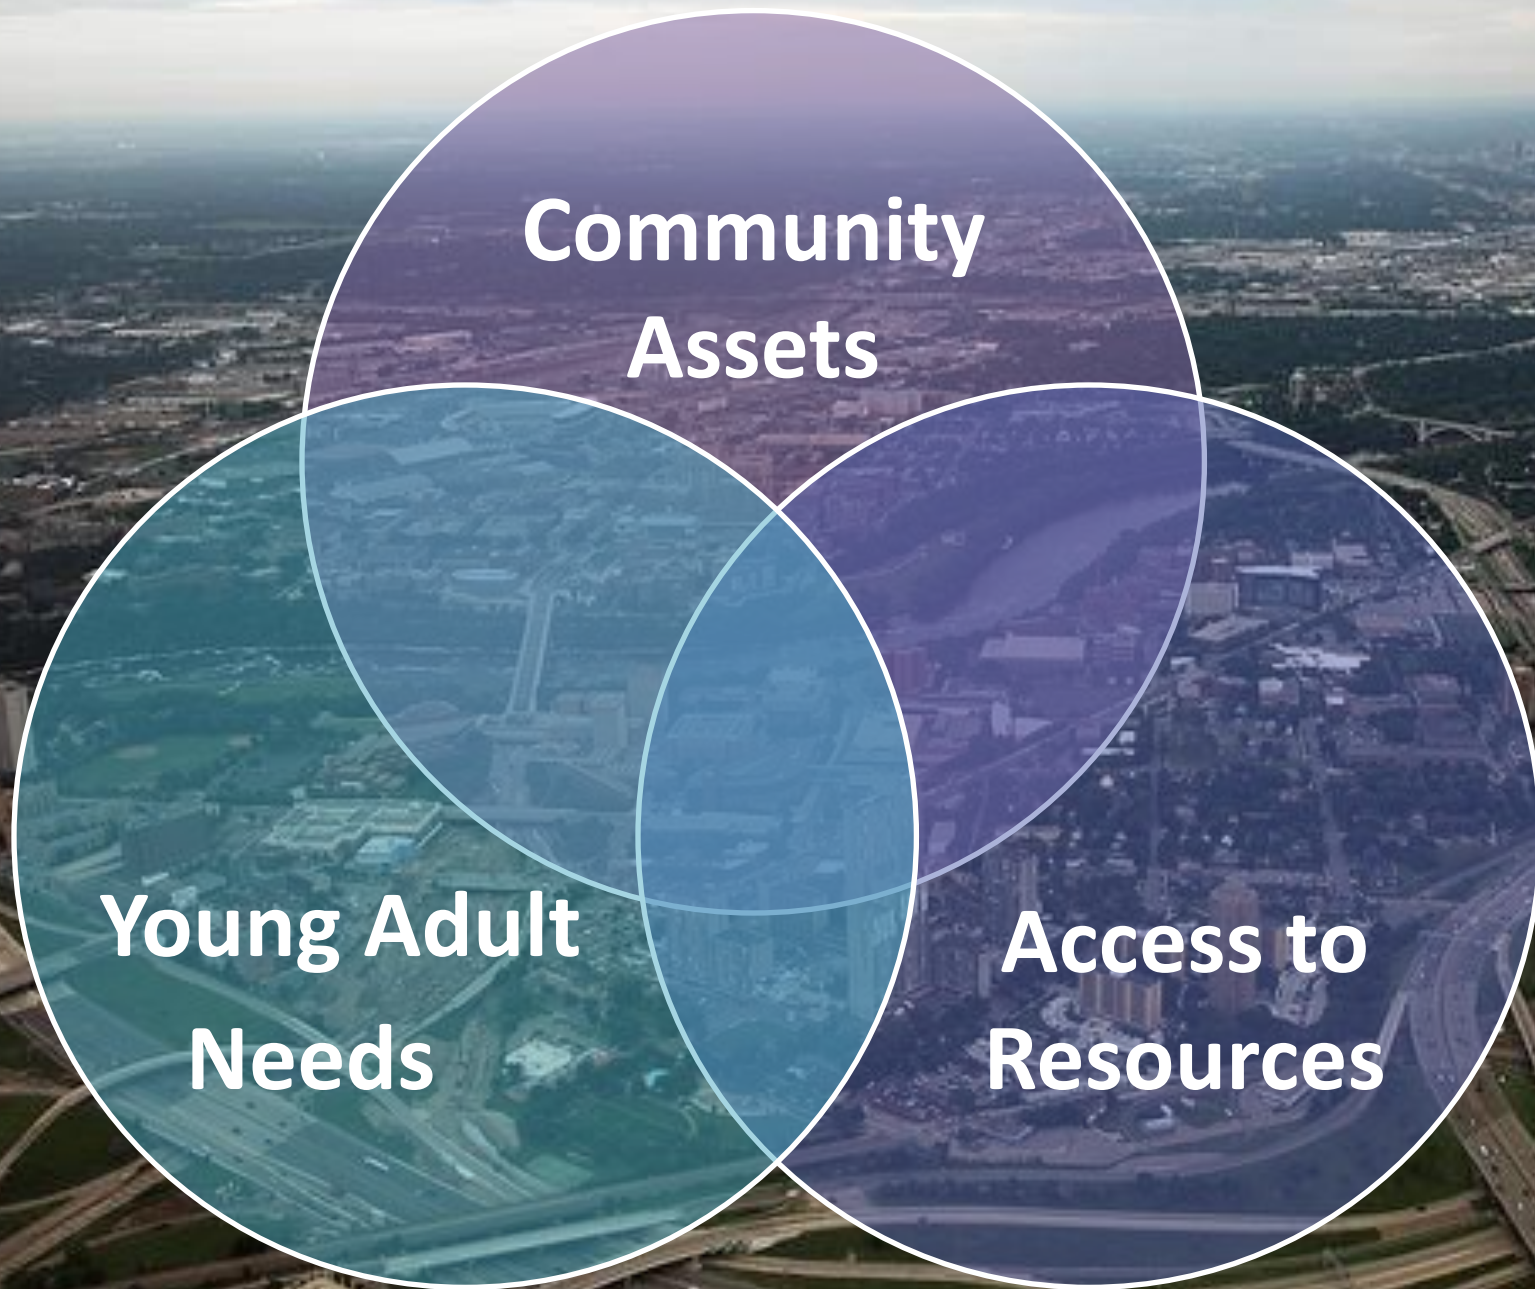 Community
Assets
Young Adult
Needs
Access to
Resources